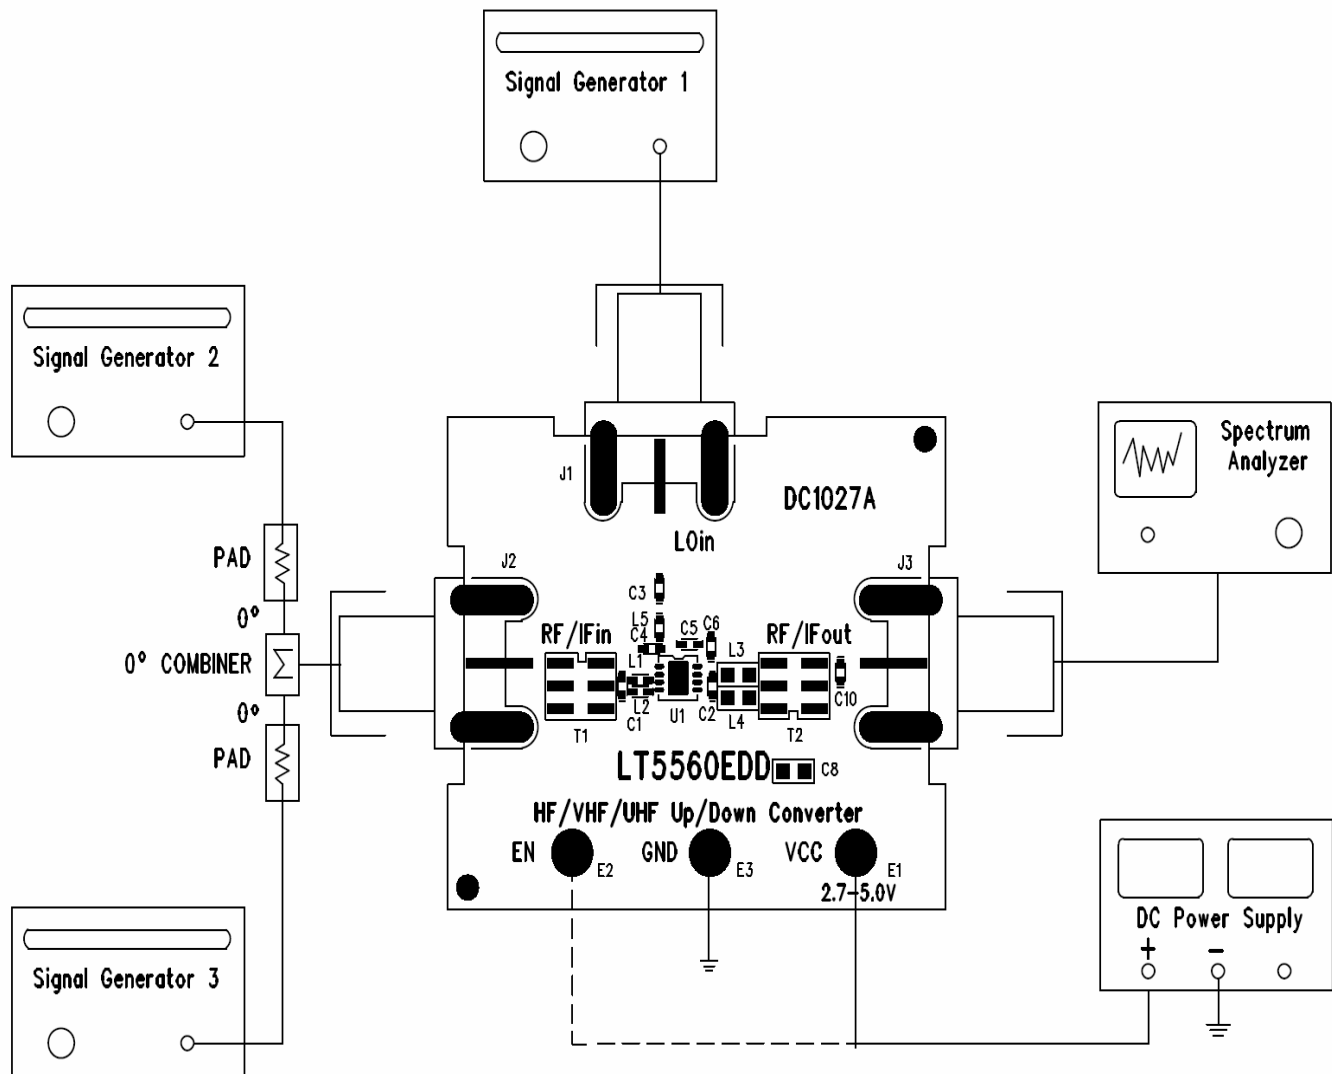 Signal Generator 1
Signal Generator 2
Spectrum
Analyzer
J1
DC1027A
LOin
PAD
J2
J3
0°
C3
L5
C4
C5
C6
RF/IFin
RF/IFout
0° COMBINER
Σ
L1
L3
0°
L2
C1
U1
C2
L4
C10
T1
T2
PAD
LT5560EDD
C8
HF/VHF/UHF Up/Down Converter
EN
E2
GND
E3
VCC
E1
2.7-5.0V
DC Power Supply
+
-
Signal Generator 3